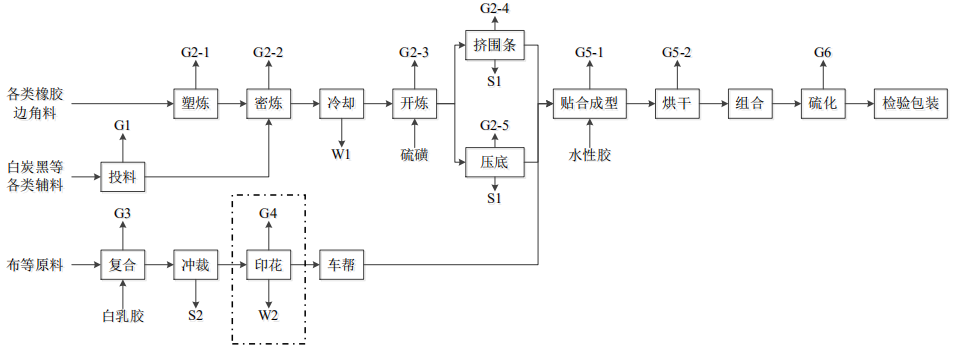 G2-4
G2-1
G2-2
G2-3
挤围条
G5-1
G5-2
G6
S1
各类橡胶
边角料
塑炼
密炼
冷却
开炼
贴合成型
烘干
组合
硫化
检验包装
G1
G2-5
W1
硫磺
水性胶
白炭黑等
各类辅料
投料
压底
S1
G3
G4
布等原料
复合
冲裁
印花
车帮
白乳胶
S2
W2